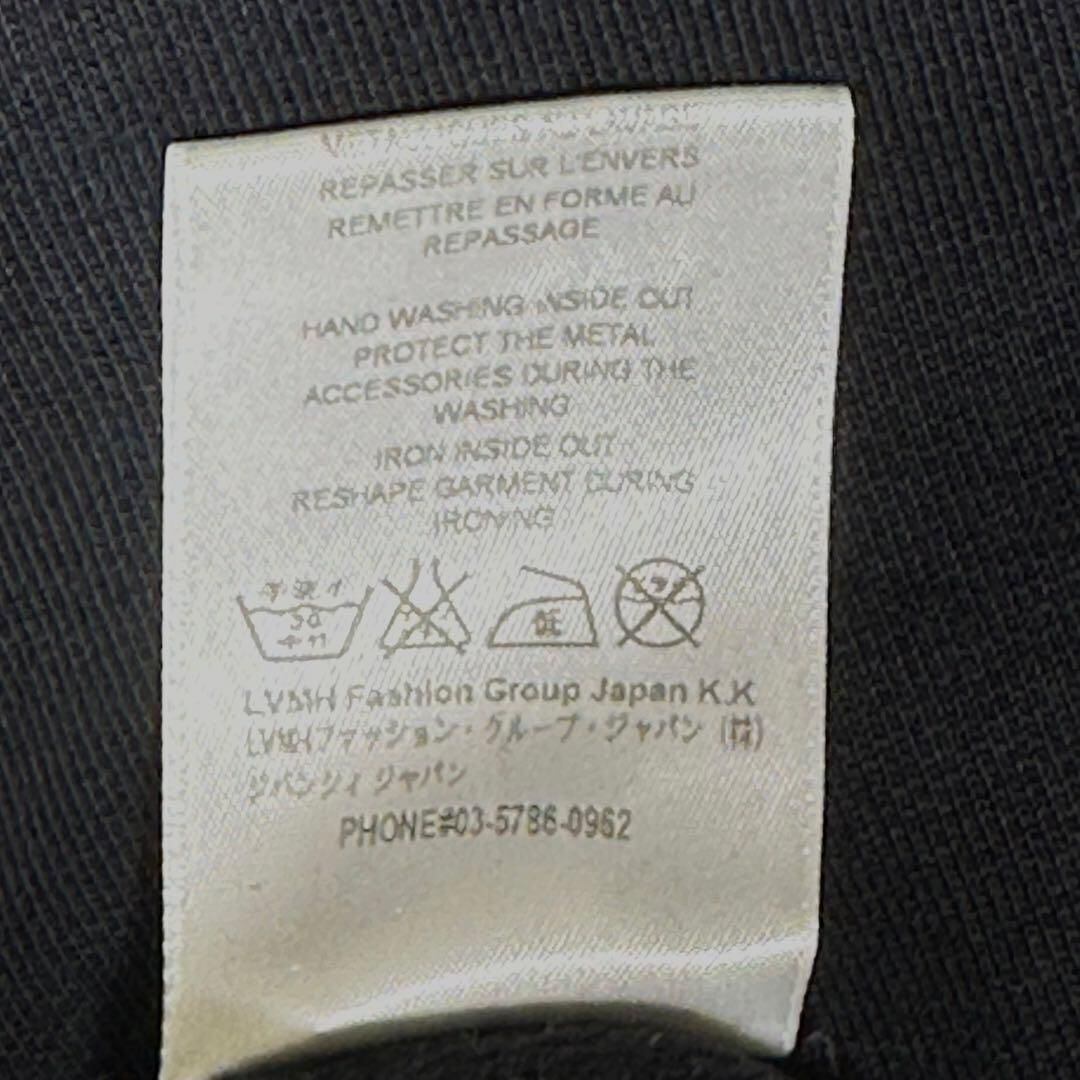 REPASSER SUR L'ENVERS
REMETTRE EN FORME AU
REPASSAGE
HAND WASHING INSIDE OUT
PROTECT THE METAL
ACCESSORIES DURING THE
WASHING
IRON INSIDE OUT
RESHAPE GARMENT DURING
IRONING
30
LVMH Fashion Group Japan K.K
LVMHファッション・グループ・ジャパン (株)
ジバンシィ ジャパン
PHONE#03-5786-0962